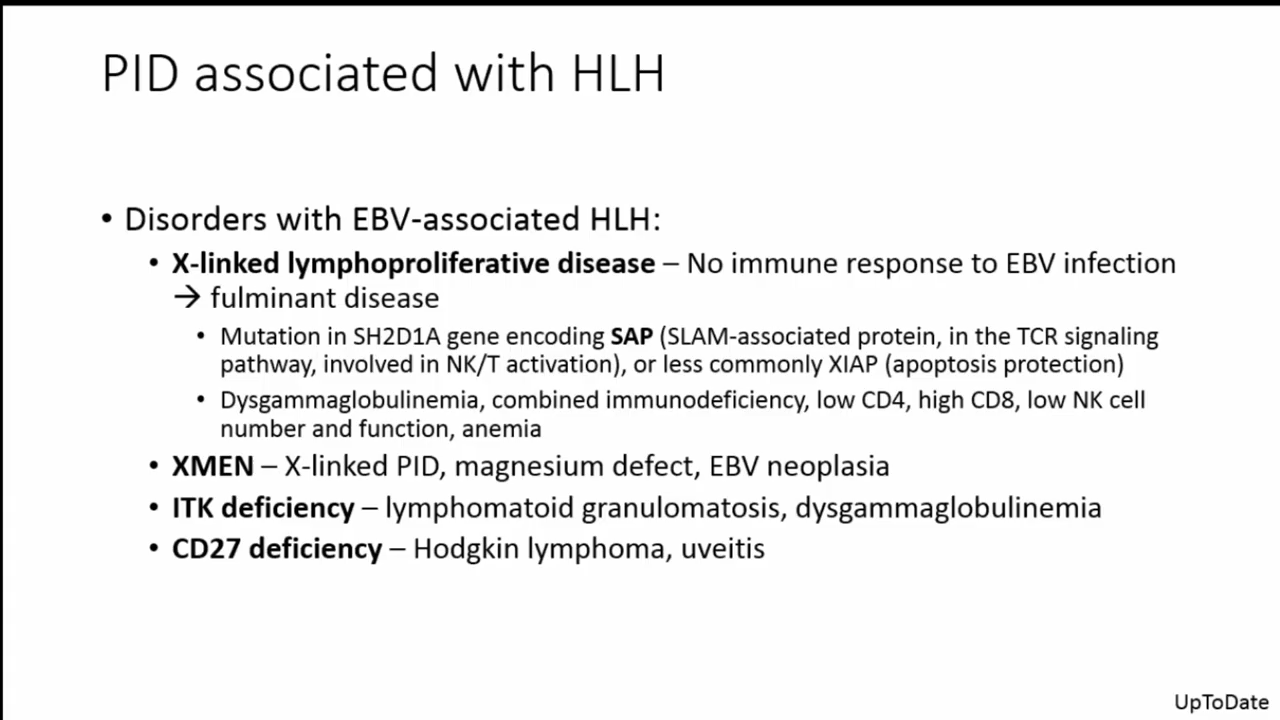 PID associated with HLH
• Disorders with EBV-associated HLH:
• X-linked lymphoproliferative disease – No immune response to EBV infection
→ fulminant disease
• Mutation in SH2D1A gene encoding SAP (SLAM-associated protein, in the TCR signaling
pathway, involved in NK/T activation), or less commonly XIAP (apoptosis protection)
• Dysgammaglobulinemia, combined immunodeficiency, low CD4, high CD8, low NK cell
number and function, anemia
• XMEN – X-linked PID, magnesium defect, EBV neoplasia
• ITK deficiency – lymphomatoid granulomatosis, dysgammaglobulinemia
• CD27 deficiency – Hodgkin lymphoma, uveitis
UpToDate